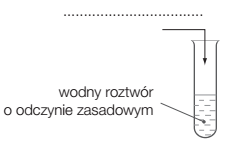 ..................................
wodny roztwór
o odczynie zasadowym